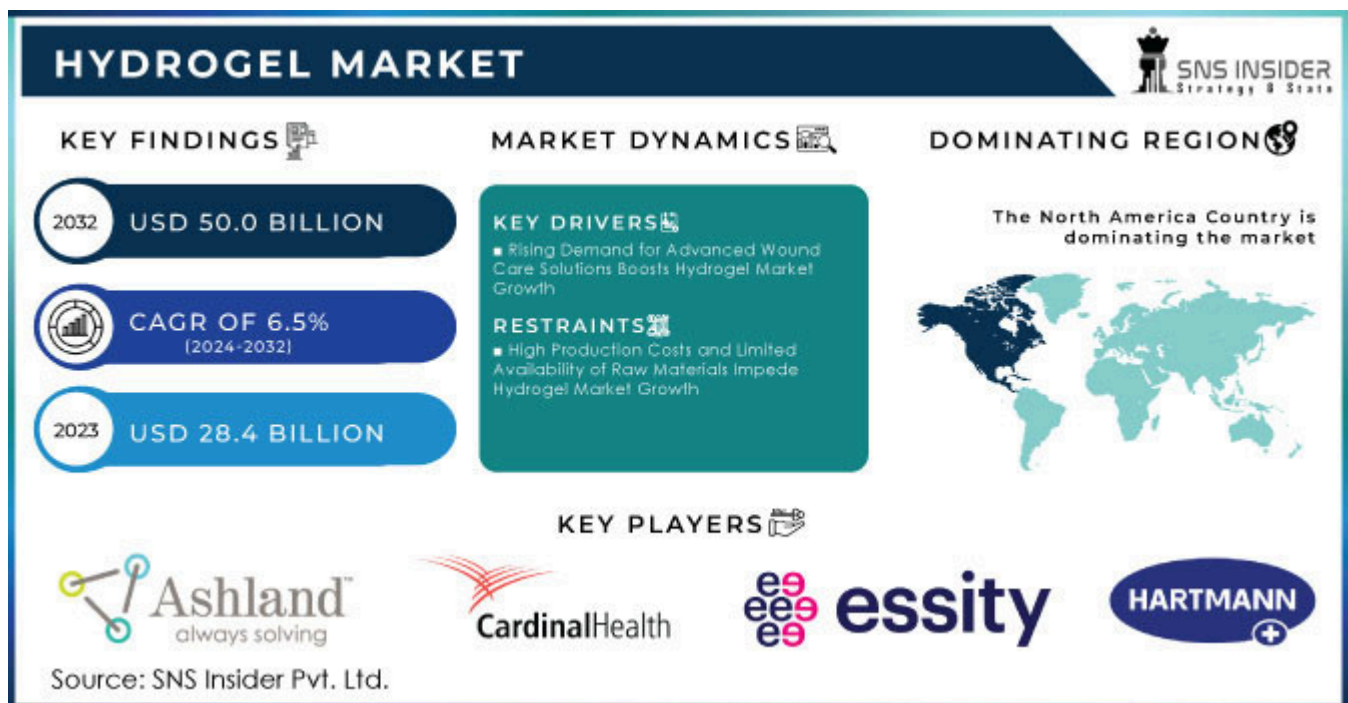 HYDROGEL MARKET
SNS INSIDER
Strategy & Stats
KEY FINDINGS
2032
USD 50.0 BILLION
CAGR OF 6.5%
(2024-2032)
2023
USD 28.4 BILLION
MARKET DYNAMICS
KEY DRIVERS
■ Rising Demand for Advanced Wound
Care Solutions Boosts Hydrogel Market
Growth
RESTRAINTS
■ High Production Costs and Limited
Availability of Raw Materials Impede
Hydrogel Market Growth
DOMINATING REGION
The North America Country is
dominating the market
KEY PLAYERS
Ashland™
always solving
CardinalHealth
essity
HARTMANN
Source: SNS Insider Pvt. Ltd.